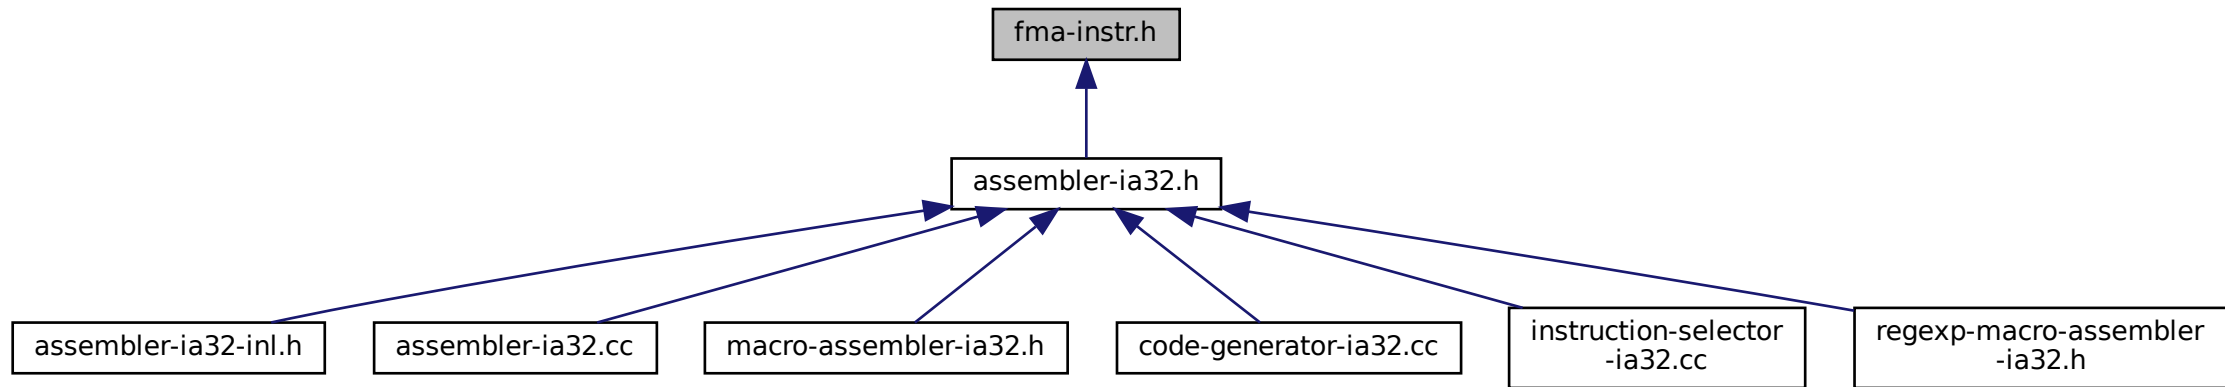 fma-instr.h
assembler-ia32.h
assembler-ia32-inl.h
assembler-ia32.cc
macro-assembler-ia32.h
code-generator-ia32.cc
instruction-selector
-ia32.cc
regexp-macro-assembler
-ia32.h